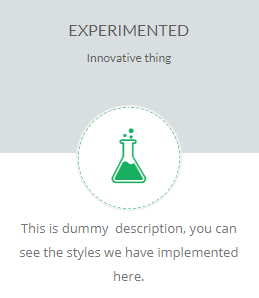 EXPERIMENTED
Innovative thing
This is dummy  description, you can
see the styles we have implemented
here.